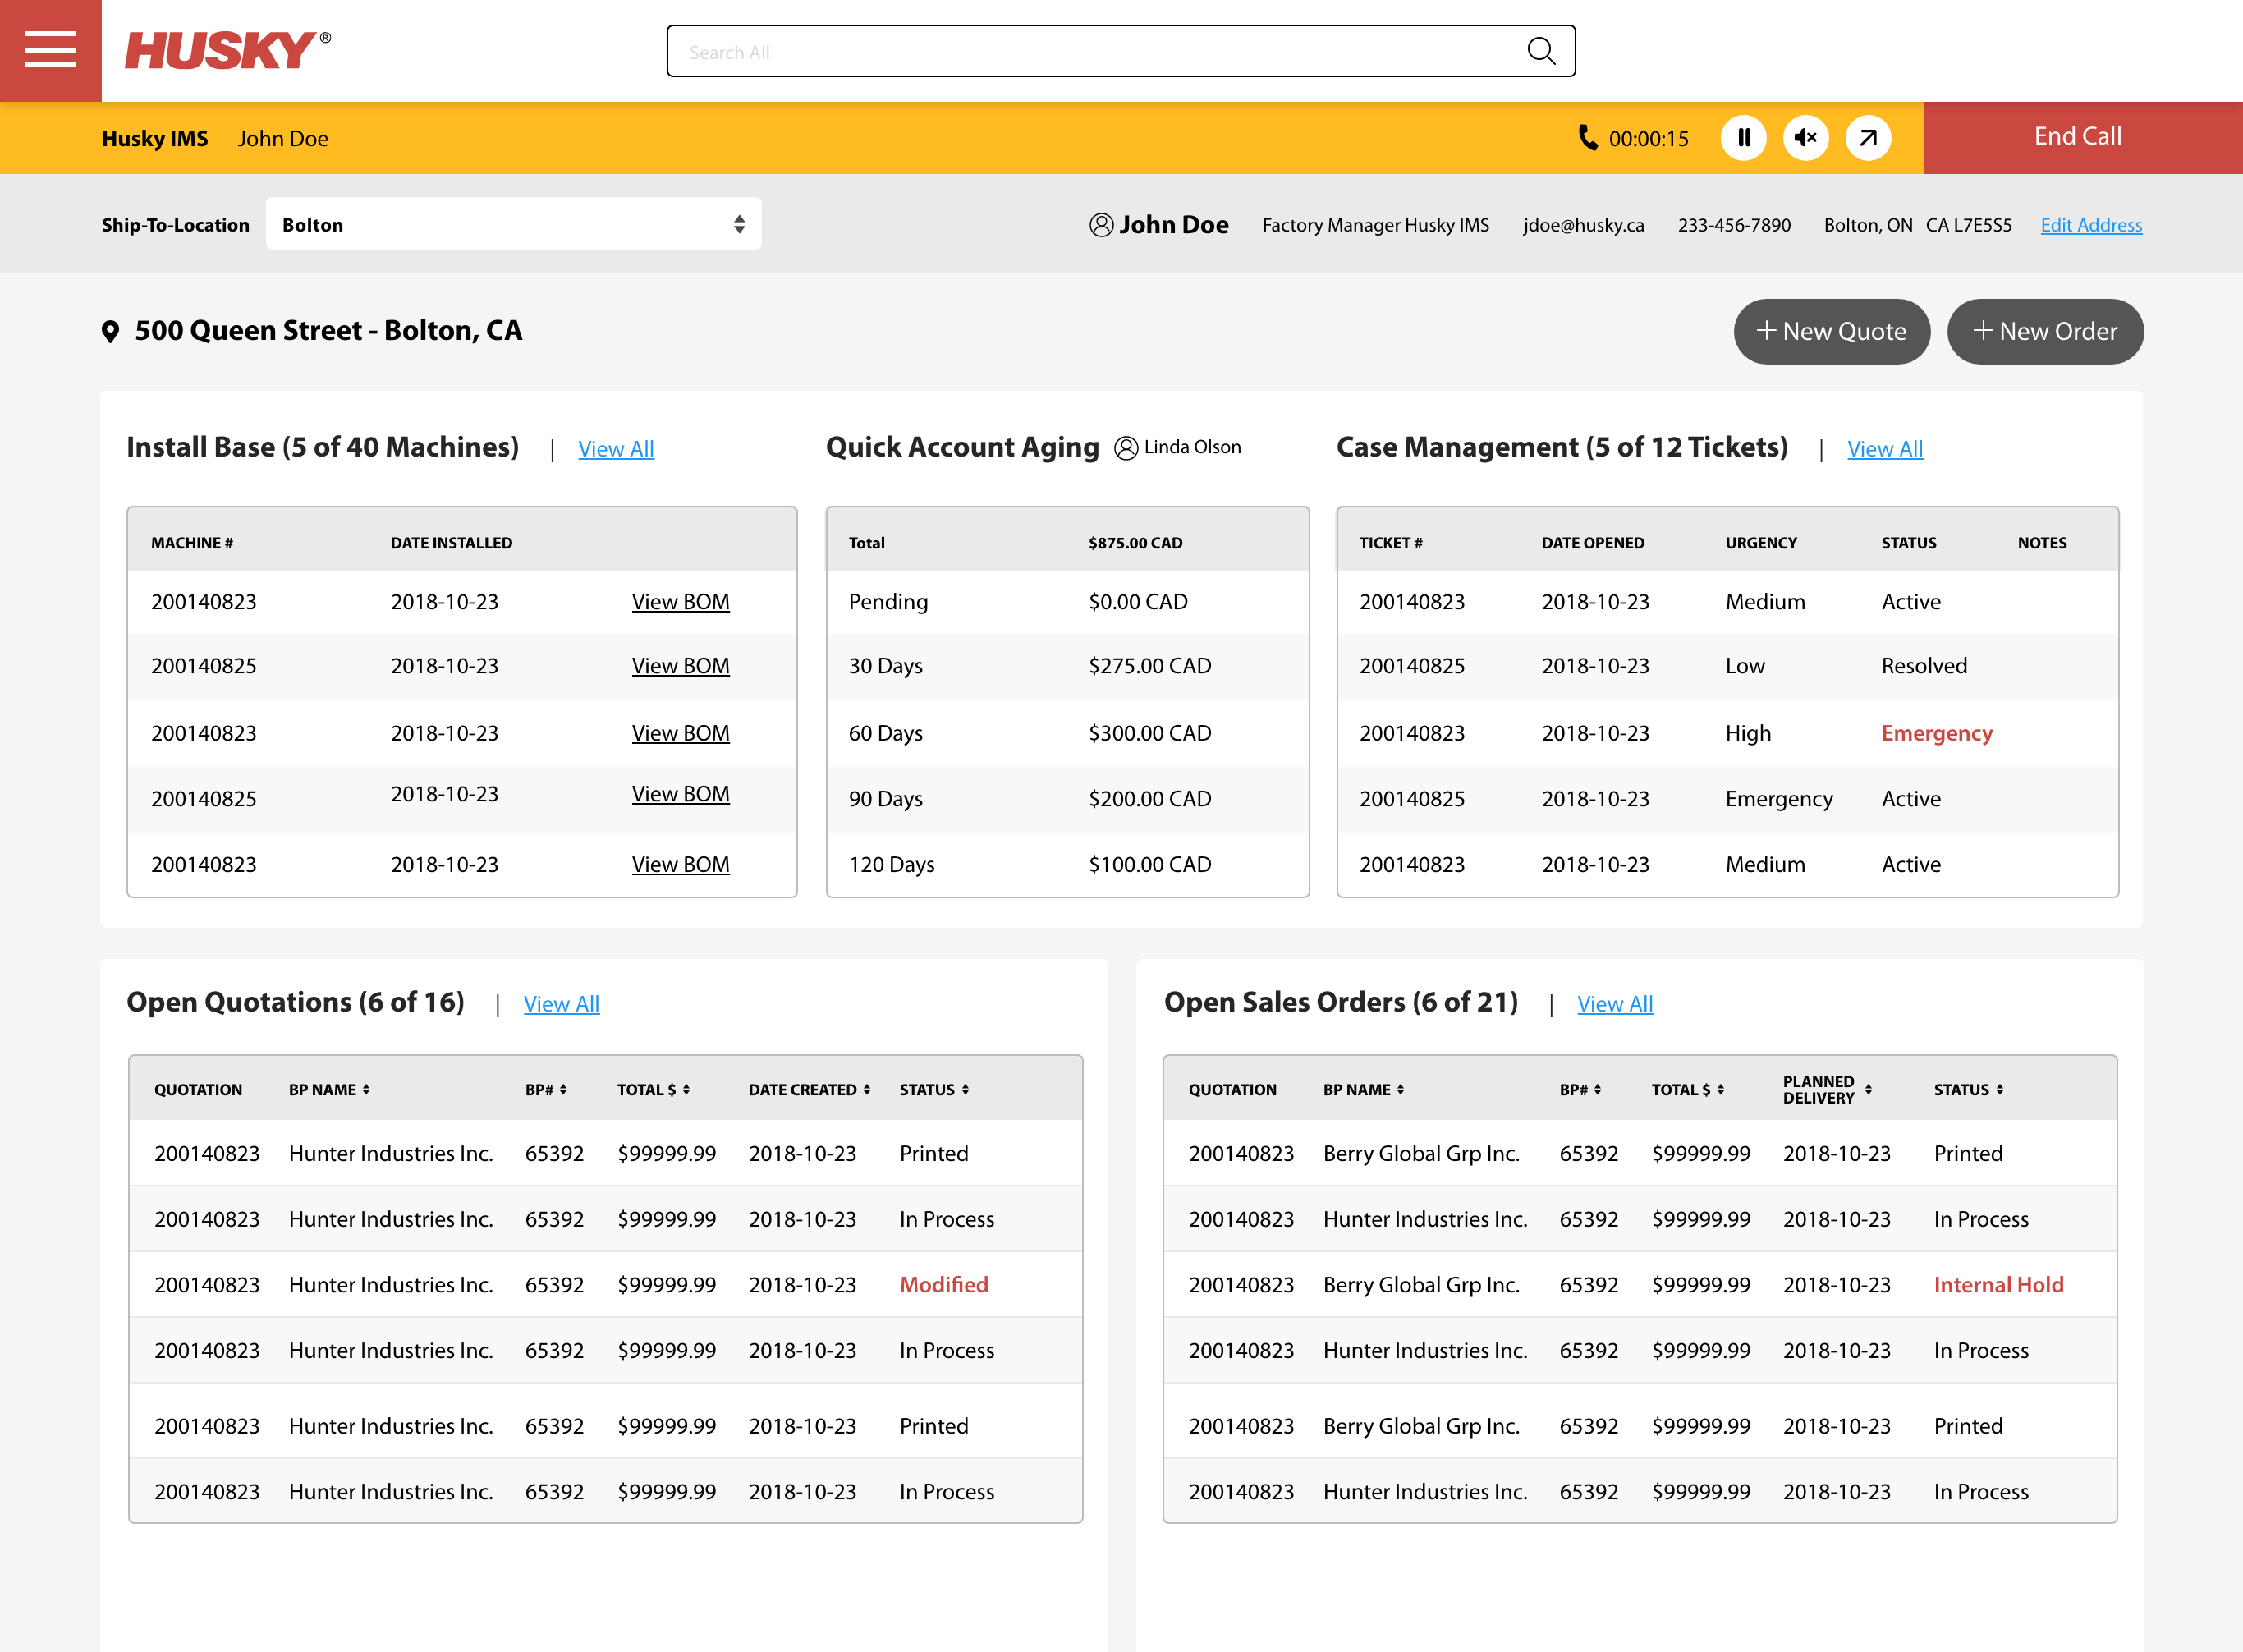 HUSKY®
Search All
Husky IMS John Doe 00:00:15 End Call
Ship-To-Location Bolton John Doe Factory Manager Husky IMS jdoe@husky.ca 233-456-7890 Bolton, ON CA L7E5S5 Edit Address
500 Queen Street - Bolton, CA + New Quote + New Order
Install Base (5 of 40 Machines) | View All
MACHINE # DATE INSTALLED
200140823 2018-10-23 View BOM
200140825 2018-10-23 View BOM
200140823 2018-10-23 View BOM
200140825 2018-10-23 View BOM
200140823 2018-10-23 View BOM
Quick Account Aging Linda Olson
Total $875.00 CAD
Pending $0.00 CAD
30 Days $275.00 CAD
60 Days $300.00 CAD
90 Days $200.00 CAD
120 Days $100.00 CAD
Case Management (5 of 12 Tickets) | View All
TICKET # DATE OPENED URGENCY STATUS NOTES
200140823 2018-10-23 Medium Active
200140825 2018-10-23 Low Resolved
200140823 2018-10-23 High Emergency
200140825 2018-10-23 Emergency Active
200140823 2018-10-23 Medium Active
Open Quotations (6 of 16) | View All
QUOTATION BP NAME BP# TOTAL $ DATE CREATED STATUS
200140823 Hunter Industries Inc. 65392 $99999.99 2018-10-23 Printed
200140823 Hunter Industries Inc. 65392 $99999.99 2018-10-23 In Process
200140823 Hunter Industries Inc. 65392 $99999.99 2018-10-23 Modified
200140823 Hunter Industries Inc. 65392 $99999.99 2018-10-23 In Process
200140823 Hunter Industries Inc. 65392 $99999.99 2018-10-23 Printed
200140823 Hunter Industries Inc. 65392 $99999.99 2018-10-23 In Process
Open Sales Orders (6 of 21) | View All
QUOTATION BP NAME BP# TOTAL $ PLANNED DELIVERY STATUS
200140823 Berry Global Grp Inc. 65392 $99999.99 2018-10-23 Printed
200140823 Hunter Industries Inc. 65392 $99999.99 2018-10-23 In Process
200140823 Berry Global Grp Inc. 65392 $99999.99 2018-10-23 Internal Hold
200140823 Hunter Industries Inc. 65392 $99999.99 2018-10-23 In Process
200140823 Berry Global Grp Inc. 65392 $99999.99 2018-10-23 Printed
200140823 Hunter Industries Inc. 65392 $99999.99 2018-10-23 In Process